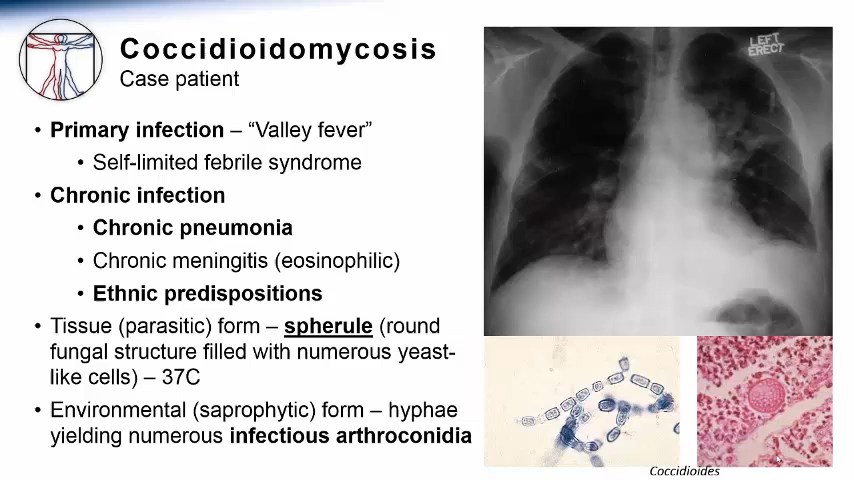 Coccidioidomycosis
Case patient
• Primary infection – “Valley fever”
• Self-limited febrile syndrome
• Chronic infection
• Chronic pneumonia
• Chronic meningitis (eosinophilic)
• Ethnic predispositions
• Tissue (parasitic) form – spherule (round
fungal structure filled with numerous yeast-
like cells) – 37C
• Environmental (saprophytic) form – hyphae
yielding numerous infectious arthroconidia
LEFT
ERECT
Coccidioides